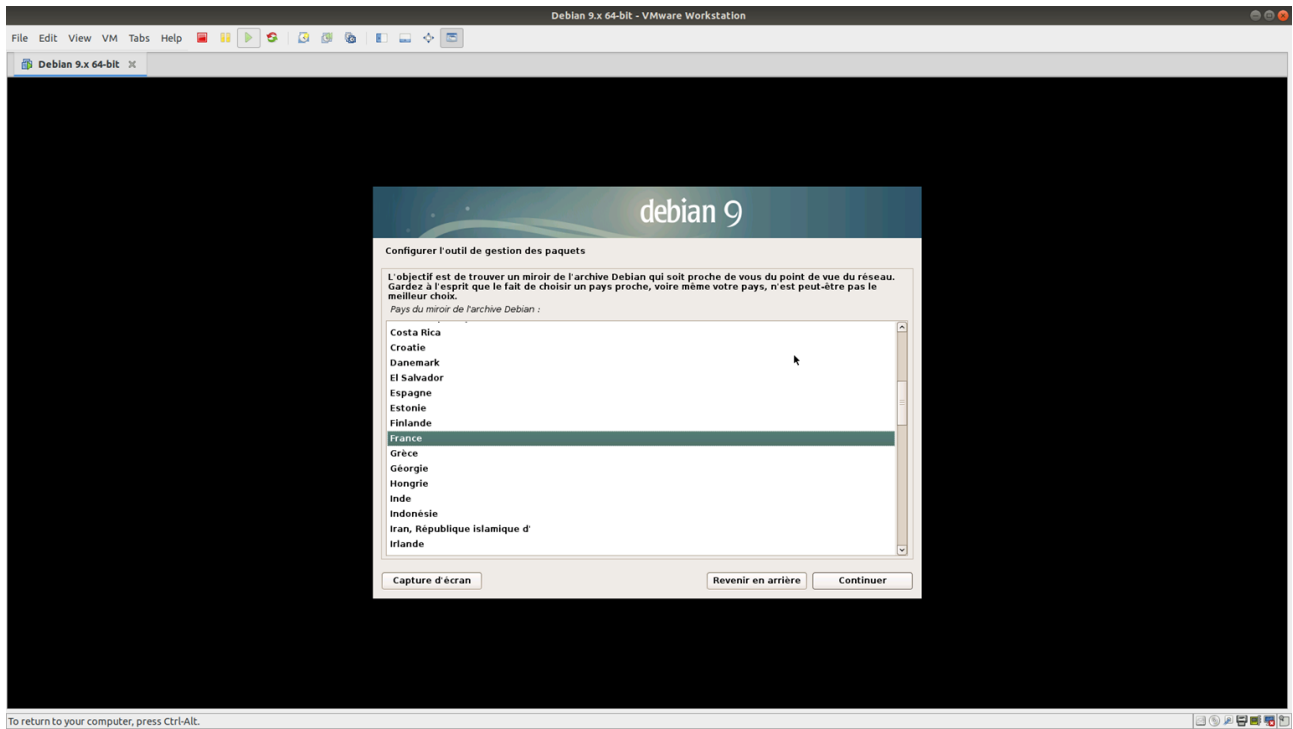 Debian 9.x 64-bit - VMware Workstation
File Edit View VM Tabs Help
Debian 9.x 64-bit
debian 9
Configurer l'outil de gestion des paquets
L'objectif est de trouver un miroir de l'archive Debian qui soit proche de vous du point de vue du réseau.
Gardez à l'esprit que le fait de choisir un pays proche, voire même votre pays, n'est peut-être pas le
meilleur choix.
Pays du miroir de l'archive Debian :
Costa Rica
Croatie
Danemark
El Salvador
Espagne
Estonie
Finlande
France
Grèce
Géorgie
Hongrie
Inde
Indonésie
Iran, République islamique d'
Irlande
Capture d'écran Revenir en arrière Continuer
To return to your computer, press Ctrl-Alt.